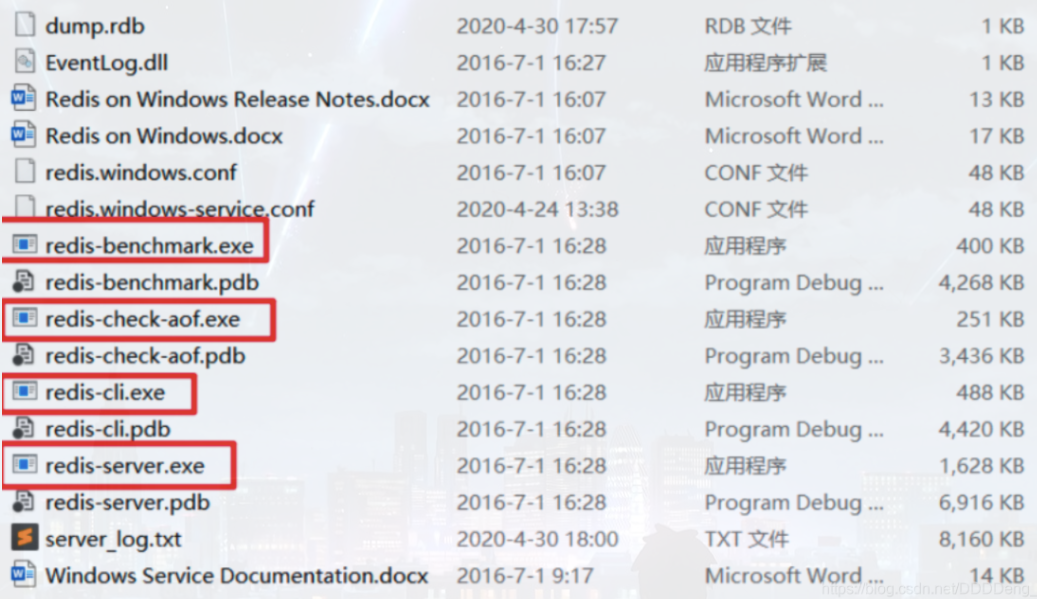 dump.rdb 2020-4-30 17:57 RDB 文件 1 KB
EventLog.dll 2016-7-1 16:27 应用程序扩展 1 KB
Redis on Windows Release Notes.docx 2016-7-1 16:07 Microsoft Word ... 13 KB
Redis on Windows.docx 2016-7-1 16:07 Microsoft Word ... 17 KB
redis.windows.conf 2016-7-1 16:07 CONF 文件 48 KB
redis.windows-service.conf 2020-4-24 13:38 CONF 文件 48 KB
redis-benchmark.exe 2016-7-1 16:28 应用程序 400 KB
redis-benchmark.pdb 2016-7-1 16:28 Program Debug ... 4,268 KB
redis-check-aof.exe 2016-7-1 16:28 应用程序 251 KB
redis-check-aof.pdb 2016-7-1 16:28 Program Debug ... 3,436 KB
redis-cli.exe 2016-7-1 16:28 应用程序 488 KB
redis-cli.pdb 2016-7-1 16:28 Program Debug ... 4,420 KB
redis-server.exe 2016-7-1 16:28 应用程序 1,628 KB
redis-server.pdb 2016-7-1 16:28 Program Debug ... 6,916 KB
server_log.txt 2020-4-30 18:00 TXT 文件 8,160 KB
Windows Service Documentation.docx 2016-7-1 9:17 Microsoft Word ... 14 KB
https://blog.csdn.net/DDDDeng_